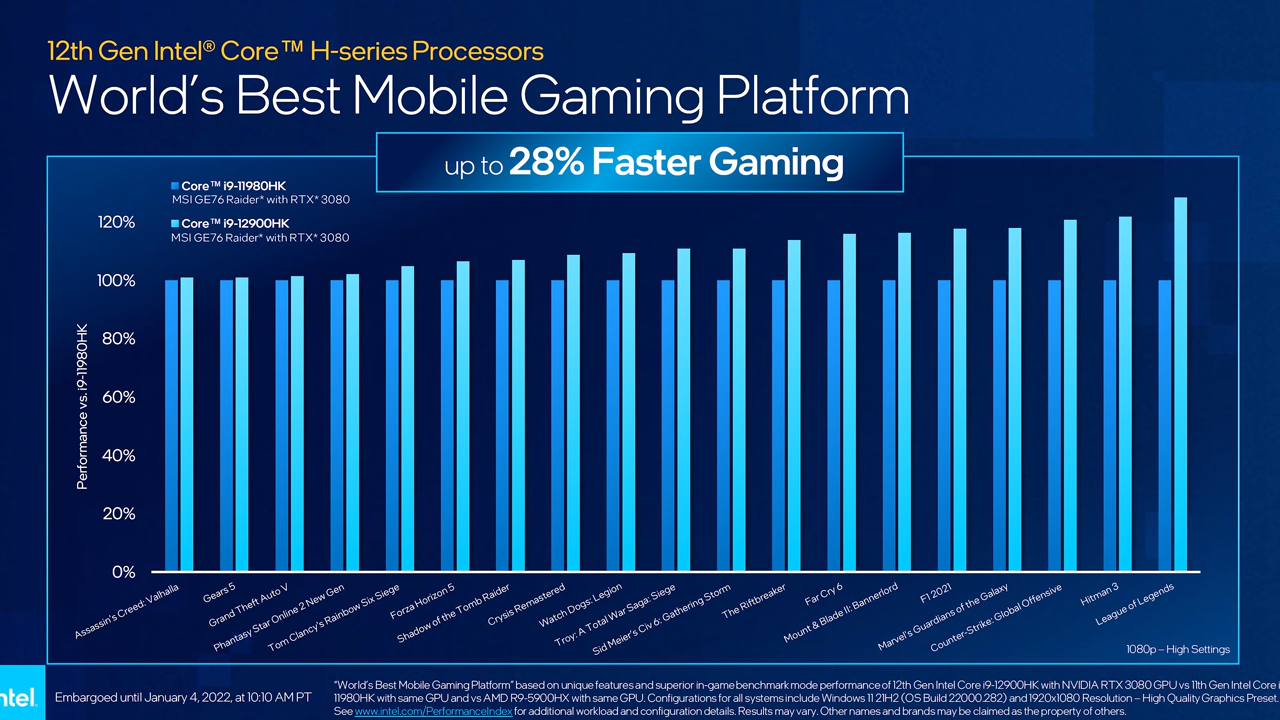 12th Gen Intel® Core™ H-series Processors
World's Best Mobile Gaming Platform
up to 28% Faster Gaming
Core™ i9-11980HK
MSI GE76 Raider* with RTX* 3080
Core™ i9-12900HK
MSI GE76 Raider* with RTX* 3080
Performance vs. i9-11980HK
120%
100%
80%
60%
40%
20%
0%
Assassin's Creed: Valhalla
Gears 5
Grand Theft Auto V
Phantasy Star Online 2 New Gen
Tom Clancy's Rainbow Six Siege
Forza Horizon 5
Shadow of the Tomb Raider
Crysis Remastered
Watch Dogs: Legion
Troy: A Total War Saga: Siege
Sid Meier's Civ 6: Gathering Storm
The Riftbreaker
Far Cry 6
Mount & Blade II: Bannerlord
F1 2021
Marvel's Guardians of the Galaxy
Counter-Strike: Global Offensive
Hitman 3
League of Legends
1080p – High Settings
ntel.
Embargoed until January 4, 2022, at 10:10 AM PT
"World's Best Mobile Gaming Platform" based on unique features and superior in-game benchmark mode performance of 12th Gen Intel Core i9-12900HK with NVIDIA RTX 3080 GPU vs 11th Gen Intel Core i
11980HK with same GPU and vs AMD R9-5900HX with same GPU. Configurations for all systems include Windows 11 21H2 (OS Build 22000.282) and 1920x1080 Resolution – High Quality Graphics Prese
See www.intel.com/PerformanceIndex for additional workload and configuration details. Results may vary. Other names and brands may be claimed as the property of others.